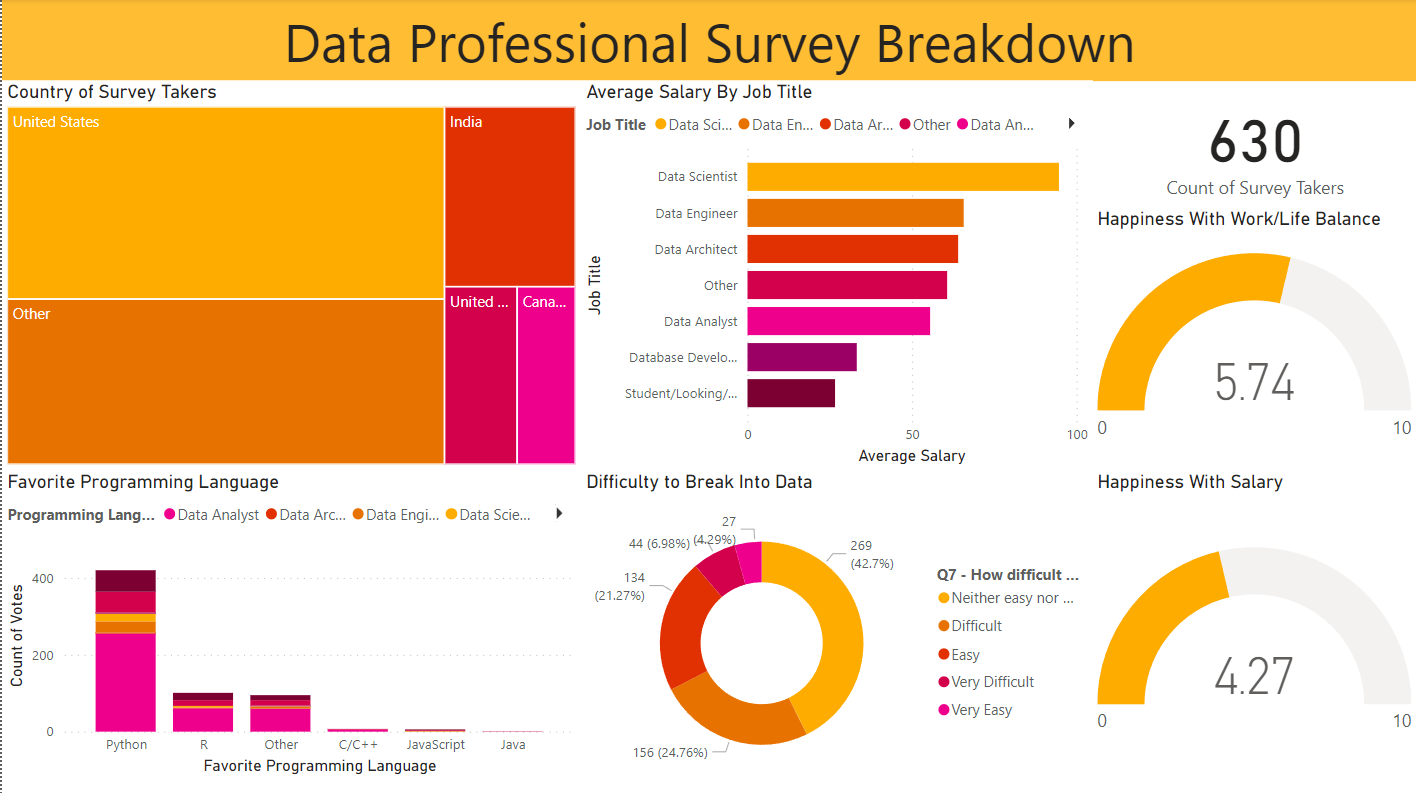 Data Professional Survey Breakdown
Country of Survey Takers
United States
India
Other
United ...
Cana...
Average Salary By Job Title
Job Title Data Sci... Data En... Data Ar... Other Data An...
Job Title
Data Scientist
Data Engineer
Data Architect
Other
Data Analyst
Database Develo...
Student/Looking/...
0 50 100
Average Salary
630
Count of Survey Takers
Happiness With Work/Life Balance
5.74
0 10
Favorite Programming Language
Programming Lang... Data Analyst Data Arc... Data Engi... Data Scie...
Count of Votes
400
200
0
Python R Other C/C++ JavaScript Java
Favorite Programming Language
Difficulty to Break Into Data
27
(4.29%)
44 (6.98%)
134
(21.27%)
269
(42.7%)
156 (24.76%)
Q7 - How difficult ...
Neither easy nor ...
Difficult
Easy
Very Difficult
Very Easy
Happiness With Salary
4.27
0 10